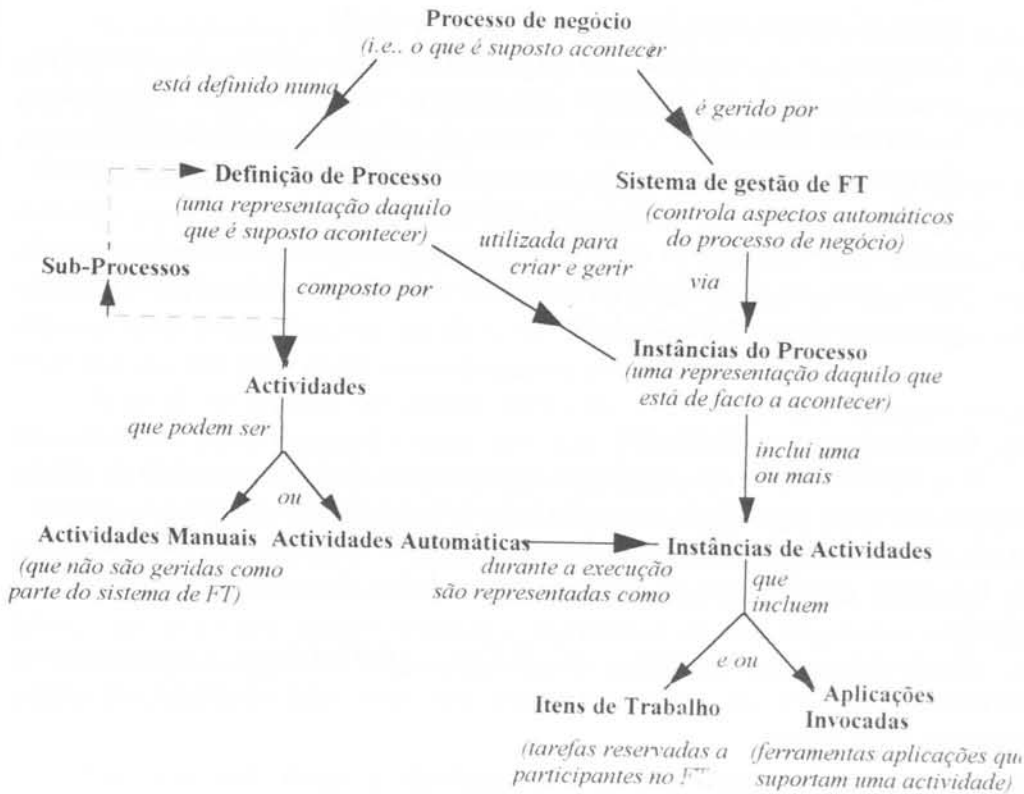 Processo de negócio
(i.e.. o que é suposto acontecer
está definido numa
é gerido por
Definição de Processo
(uma representação daquilo
que é suposto acontecer)
Sistema de gestão de FT
(controla aspectos automáticos
do processo de negócio)
utilizada para
criar e gerir
Sub-Processos
composto por
via
Instâncias do Processo
(uma representação daquilo que
está de facto a acontecer)
Actividades
que podem ser
inclui uma
ou mais
ou
Actividades Manuais
(que não são geridas como
parte do sistema de FT)
Actividades Automáticas
durante a execução
são representadas como
Instâncias de Actividades
que
incluem
e ou
Itens de Trabalho
(tarefas reservadas a
participantes no
Aplicações
Invocadas
(ferramentas aplicações que
suportam uma actividade)